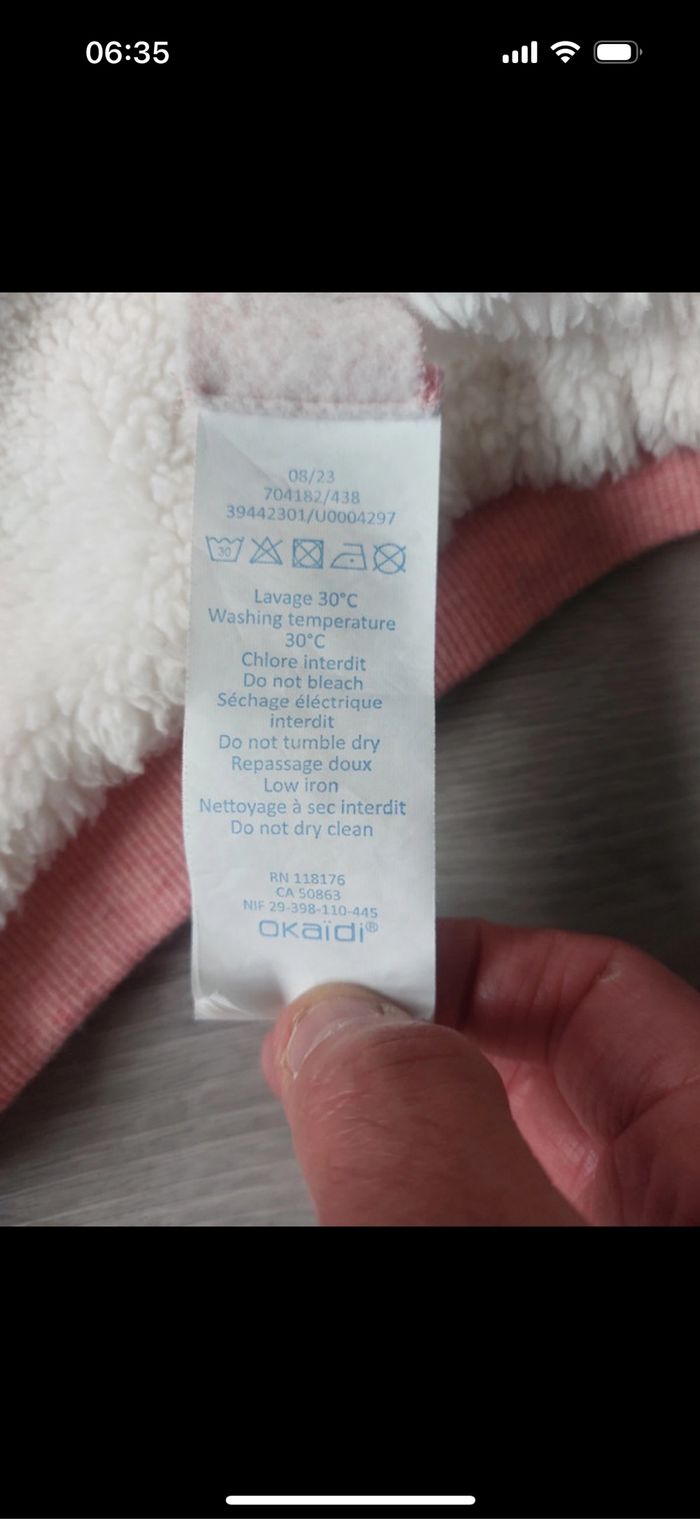 06:35
08/23
704182/438
39442301/U0004297
30
Lavage 30°C
Washing temperature
30°C
Chlore interdit
Do not bleach
Séchage éléctrique
interdit
Do not tumble dry
Repassage doux
Low iron
Nettoyage à sec interdit
Do not dry clean
RN 118176
CA 50863
NIF 29-398-110-445
OKaïdi®